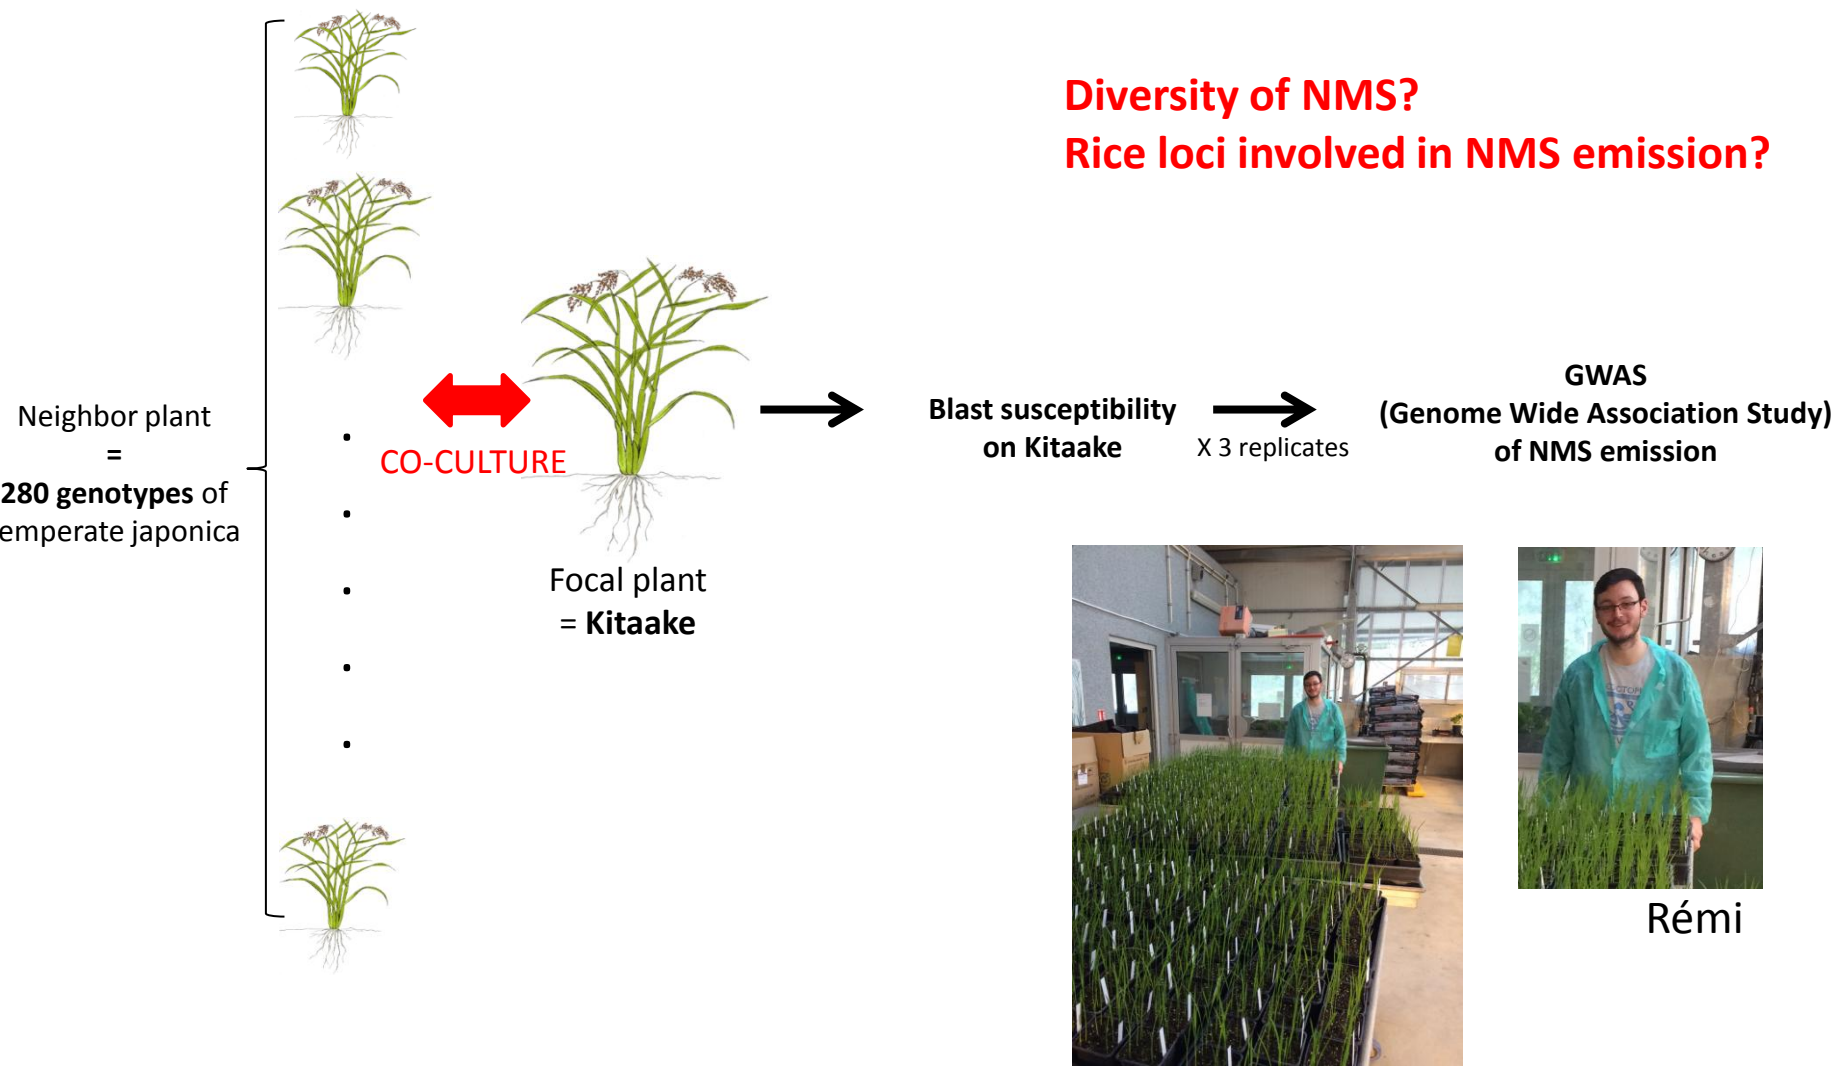 Diversity of NMS?
Rice loci involved in NMS emission?
Neighbor plant
=
280 genotypes of
emperate japonica
CO-CULTURE
Focal plant
= Kitaake
Blast susceptibility
on Kitaake
X 3 replicates
GWAS
(Genome Wide Association Study)
of NMS emission
Rémi